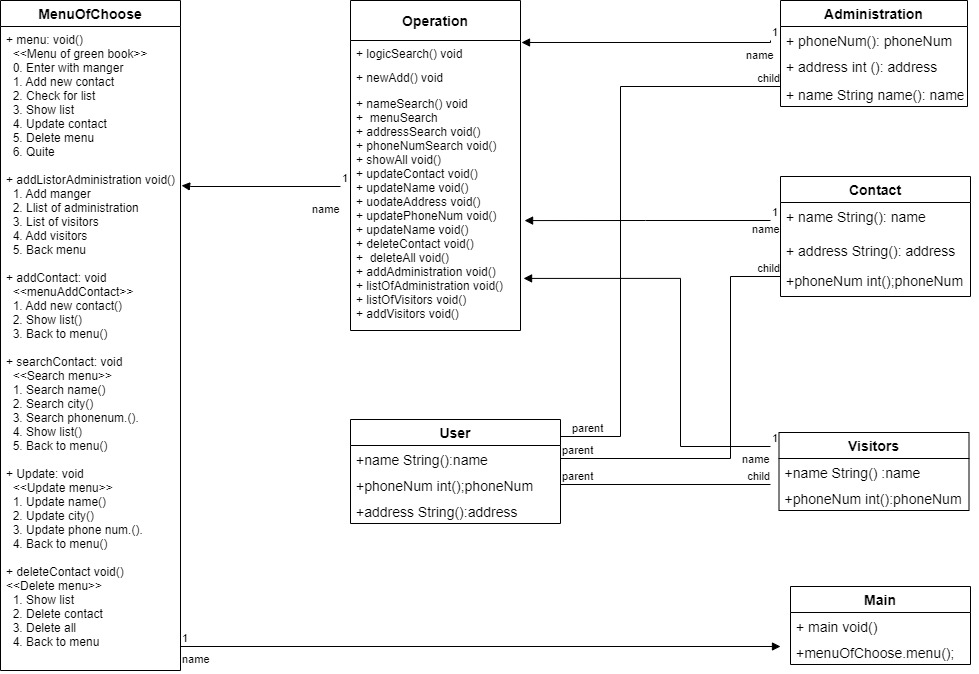 MenuOfChoose
+ menu: void()
<<Menu of green book>>
0. Enter with manger
1. Add new contact
2. Check for list
3. Show list
4. Update contact
5. Delete menu
6. Quite
+ addListorAdministration void()
1. Add manger
2. Llist of administration
3. List of visitors
4. Add visitors
5. Back menu
+ addContact: void
<<menuAddContact>>
1. Add new contact()
2. Show list()
3. Back to menu()
+ searchContact: void
<<Search menu>>
1. Search name()
2. Search city()
3. Search phonenum.().
4. Show list()
5. Back to menu()
+ Update: void
<<Update menu>>
1. Update name()
2. Update city()
3. Update phone num.().
4. Back to menu()
+ deleteContact void()
<<Delete menu>>
1. Show list
2. Delete contact
3. Delete all
4. Back to menu
1
name
1
name
Operation
+ logicSearch() void
+ newAdd() void
+ nameSearch() void
+ menuSearch
+ addressSearch void()
+ phoneNumSearch void()
+ showAll void()
+ updateContact void()
+ updateName void()
+ uodateAddress void()
+ updatePhoneNum void()
+ updateName void()
+ deleteContact void()
+ deleteAll void()
+ addAdministration void()
+ listOfAdministration void()
+ listOfVisitors void()
+ addVisitors void()
1
name
child
Administration
+ phoneNum(): phoneNum
+ address int (): address
+ name String name(): name
1
name
child
Contact
+ name String(): name
+ address String(): address
+phoneNum int();phoneNum
User
+name String():name
+phoneNum int();phoneNum
+address String():address
parent
parent
parent
1
name
child
Visitors
+name String() :name
+phoneNum int():phoneNum
Main
+ main void()
+menuOfChoose.menu();